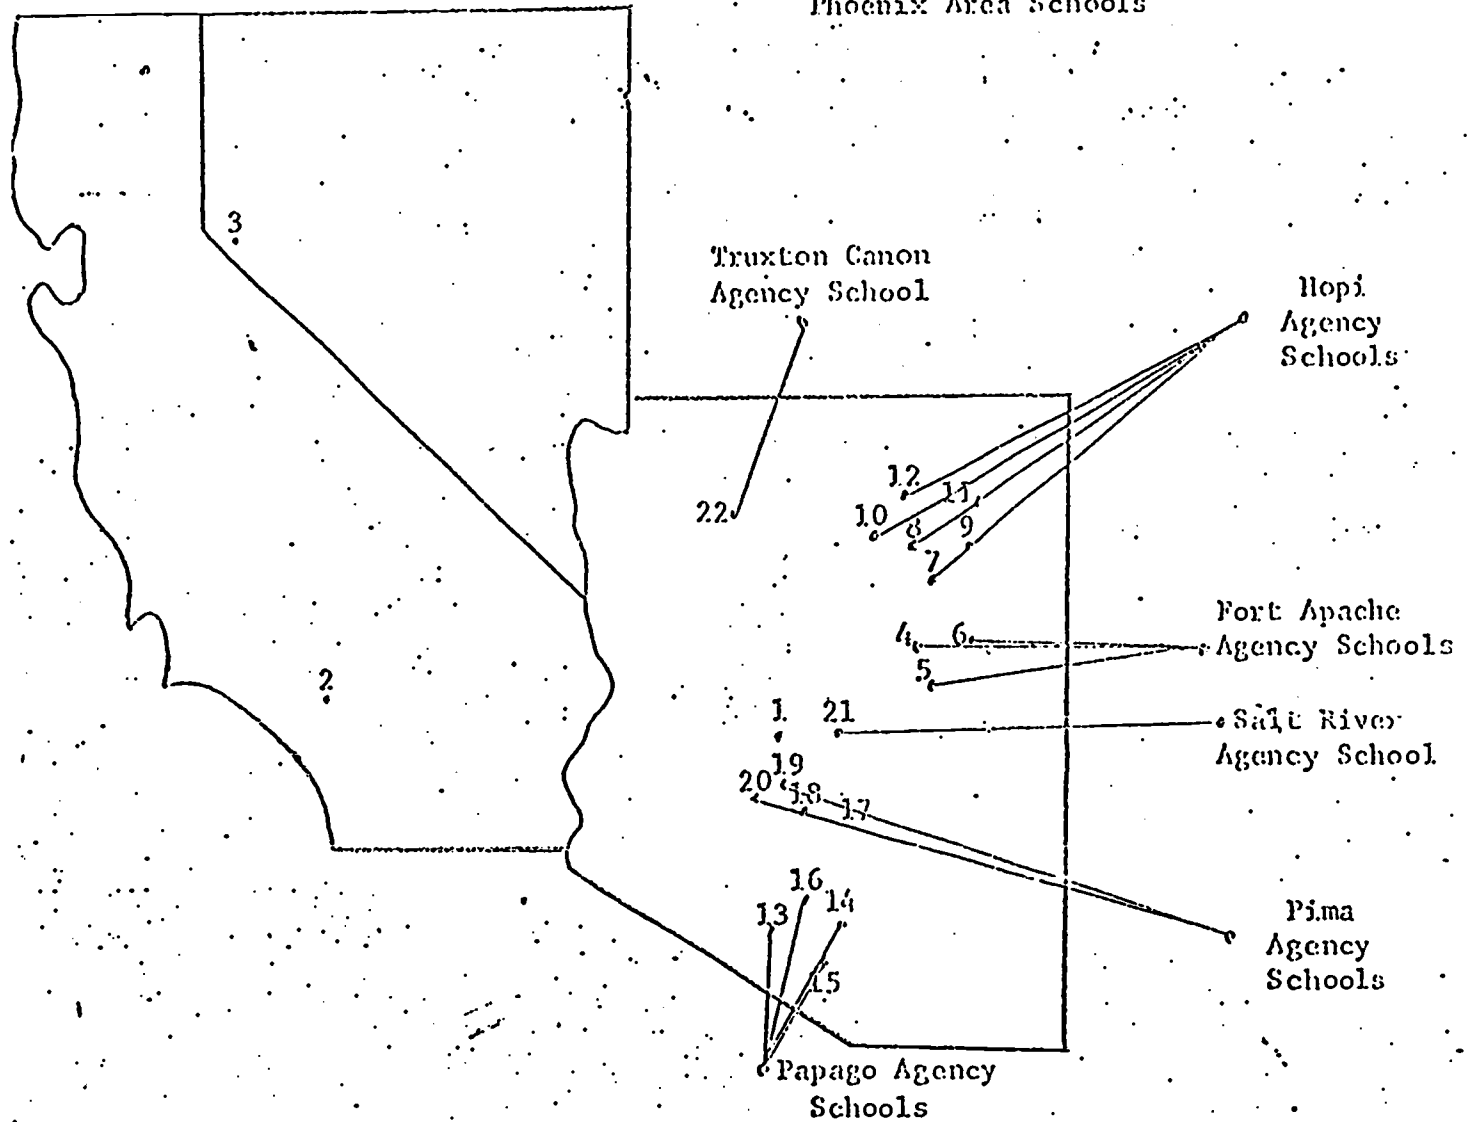 Phoenix Area Schools
3
Truxton Canon
Agency School
Hopi
Agency
Schools
12
11
22
10
8
9
7
Fort Apache
Agency Schools
4
6
5
2
1
21
Salt River
Agency School
19
20
18
17
16
14
13
Pima
Agency
Schools
15
Papago Agency
Schools